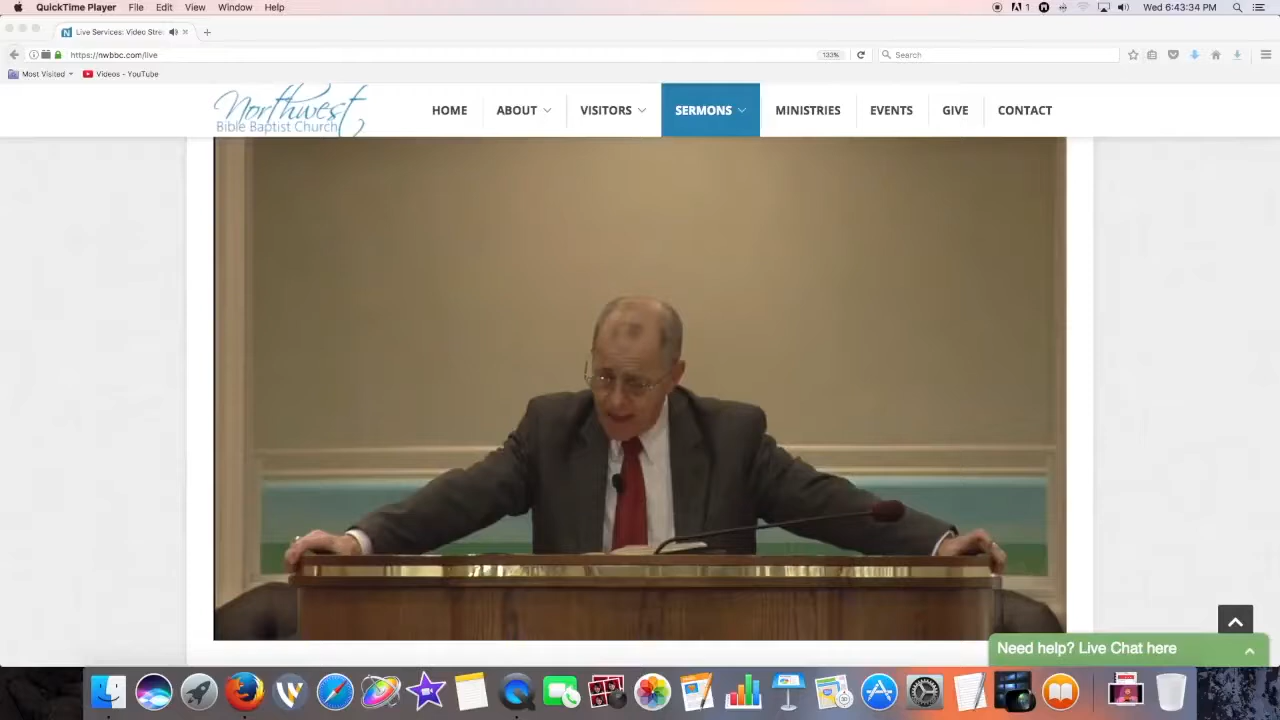 QuickTime Player File Edit View Window Help 1 Wed 6:43:34 PM
Live Services: Video Stre
https://nwbbc.com/live 133% Search
Most Visited Videos - YouTube
Northwest
Bible Baptist Church
HOME ABOUT VISITORS SERMONS MINISTRIES EVENTS GIVE CONTACT
Need help? Live Chat here